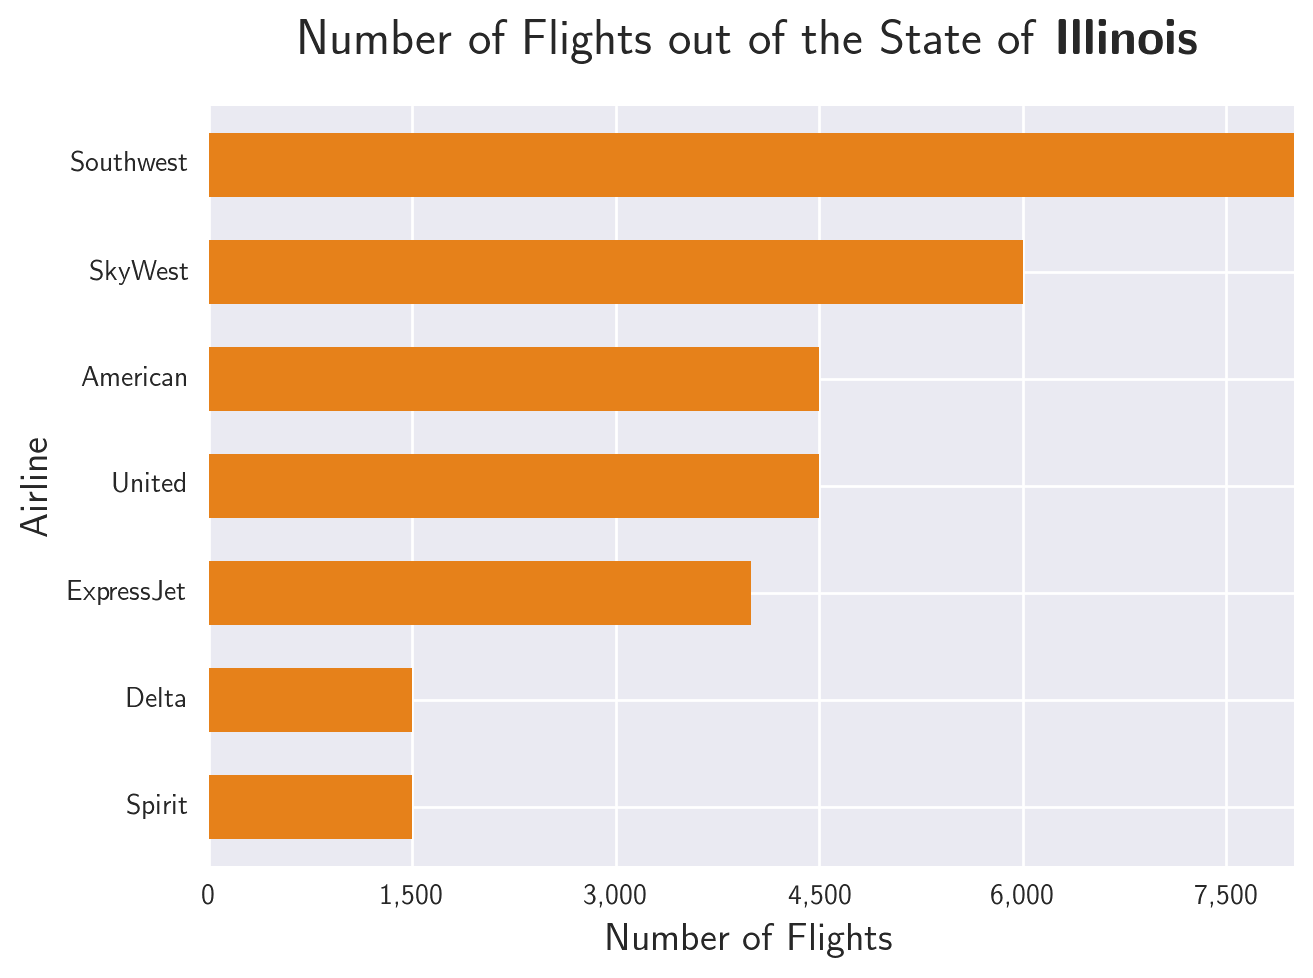 Number of Flights out of the State of Illinois
Southwest
SkyWest
American
United
ExpressJet
Delta
Spirit
Airline
0 1,500 3,000 4,500 6,000 7,500
Number of Flights